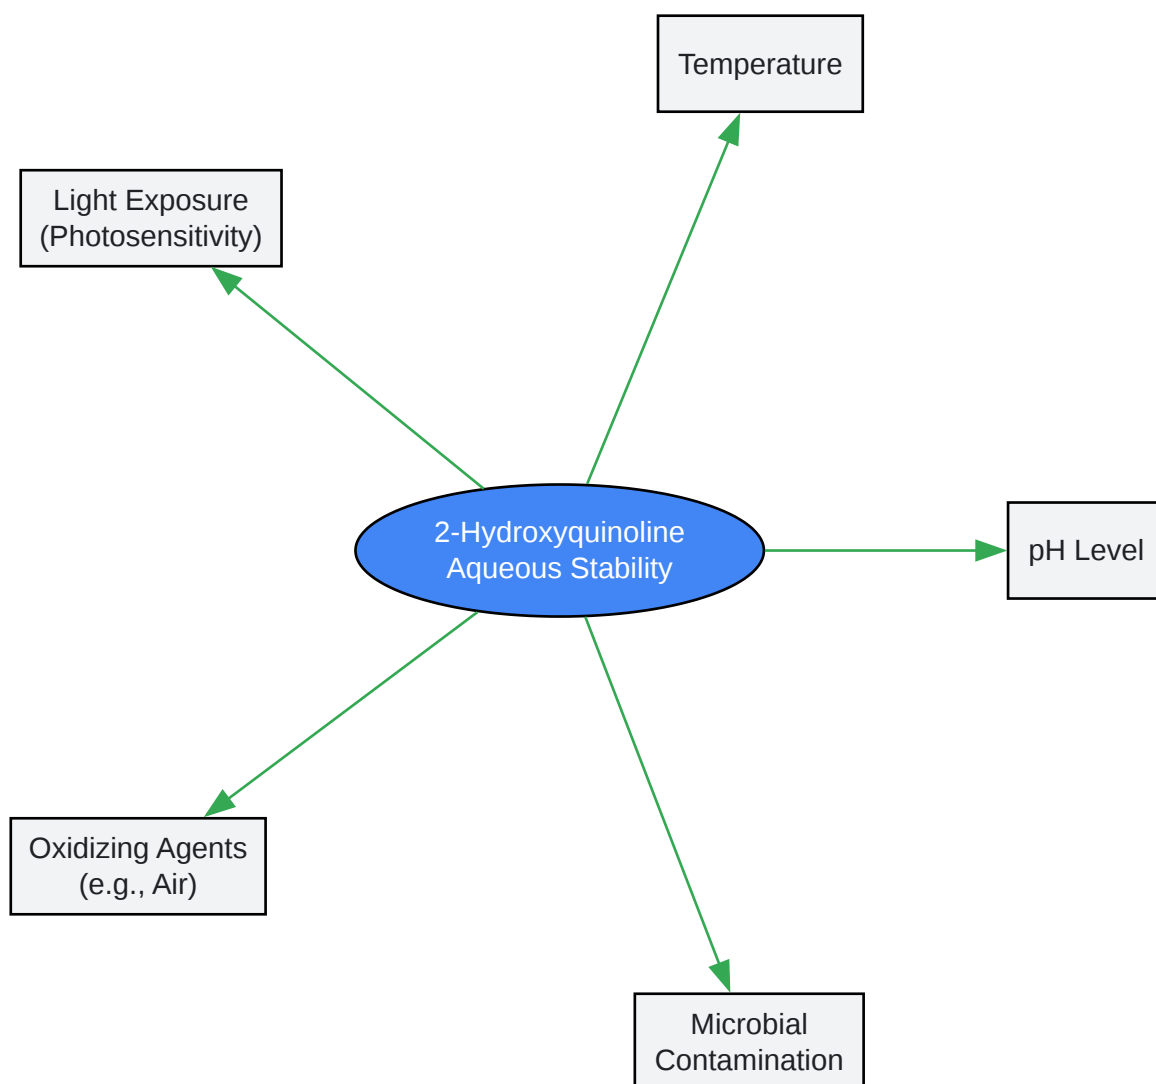 Temperature
Light Exposure
(Photosensitivity)
2-Hydroxyquinoline
Aqueous Stability
pH Level
Oxidizing Agents
(e.g., Air)
Microbial
Contamination